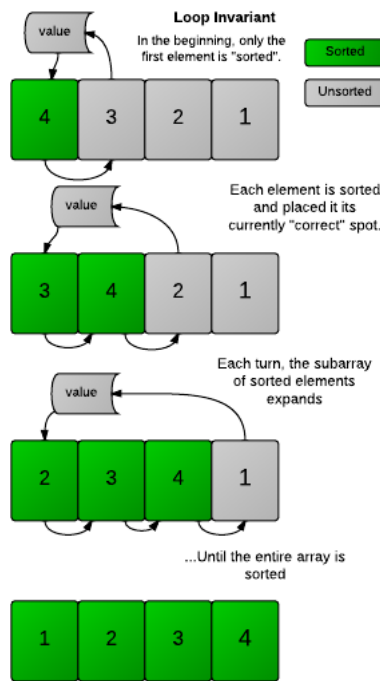 Loop Invariant
value
In the beginning, only the
first element is "sorted".
Sorted
Unsorted
4 3 2 1
value
Each element is sorted
and placed it its
currently "correct" spot.
3 4 2 1
Each turn, the subarray
of sorted elements
expands
value
2 3 4 1
...Until the entire array is
sorted
1 2 3 4